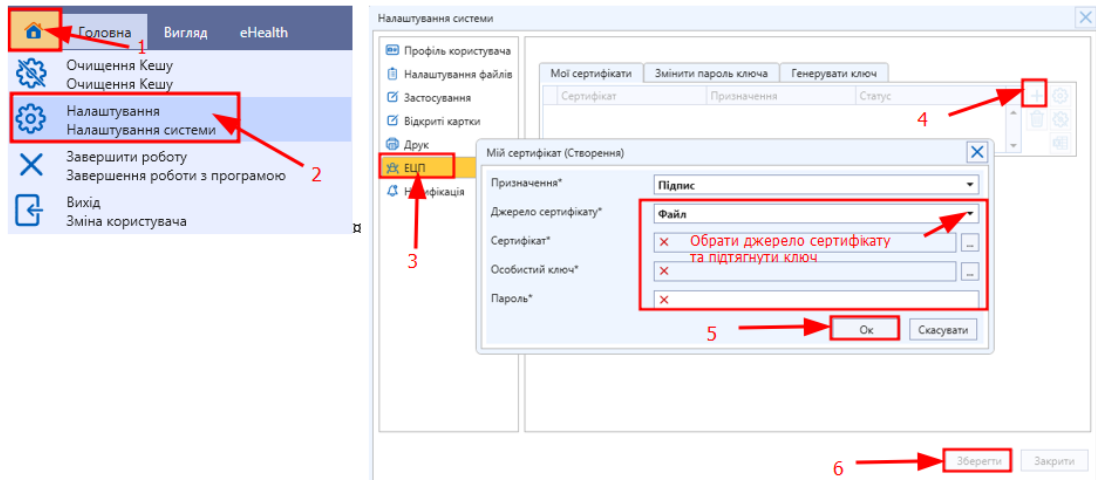 Головна Вигляд eHealth
1
Очищення Кешу
Очищення Кешу
Налаштування
Налаштування системи
2
Завершити роботу
Завершення роботи з програмою
Вихід
Зміна користувача
¤
Налаштування системи
Профіль користувача
Налаштування файлів
Застосування
Відкриті картки
Друк
ЕЦП
Нотифікація
3
Мої сертифікати Змінити пароль ключа Генерувати ключ
Сертифікат Призначення Статус
4
Мій сертифікат (Створення)
Призначення* Підпис
Джерело сертифікату* Файл
Сертифікат* Обрати джерело сертифікату
та підтягнути ключ
Особистий ключ*
Пароль*
5
Ок Скасувати
6
Зберегти Закрити